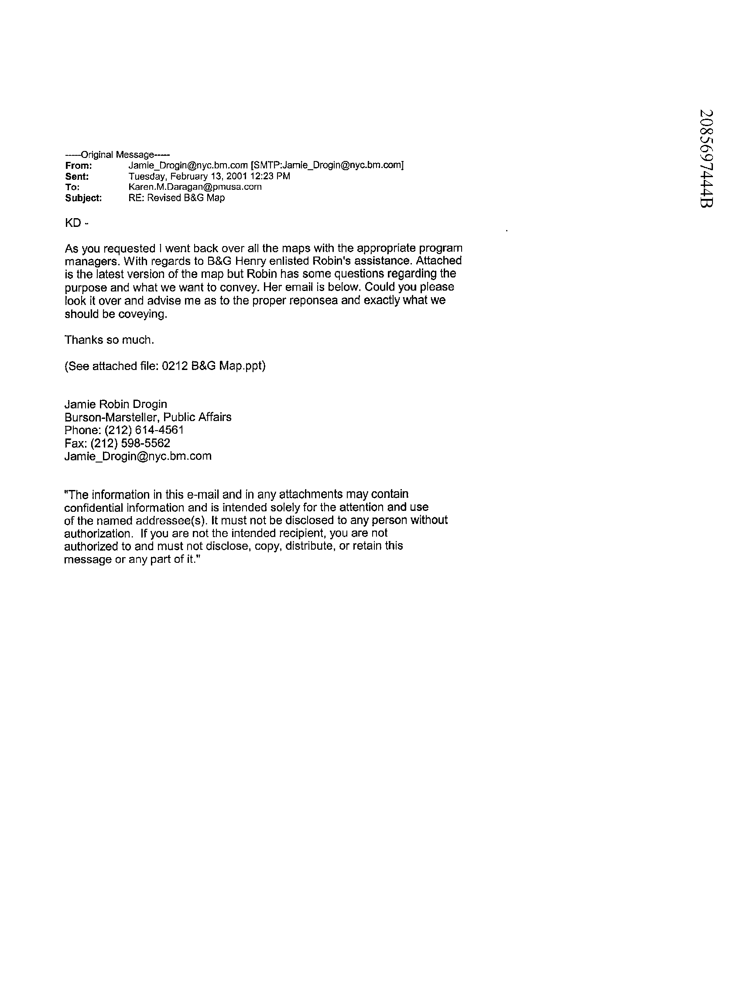 -----Original Message-----
From: Jamie_Drogin@nyc.bm.com [SMTP:Jamie_Drogin@nyc.bm.com]
Sent: Tuesday, February 13, 2001 12:23 PM
To: Karen.M.Daragan@pmusa.com
Subject: RE: Revised B&G Map
KD -
As you requested I went back over all the maps with the appropriate program
managers. With regards to B&G Henry enlisted Robin's assistance. Attached
is the latest version of the map but Robin has some questions regarding the
purpose and what we want to convey. Her email is below. Could you please
look it over and advise me as to the proper reponsea and exactly what we
should be coveying.
Thanks so much.
(See attached file: 0212 B&G Map.ppt)
Jamie Robin Drogin
Burson-Marsteller, Public Affairs
Phone: (212) 614-4561
Fax: (212) 598-5562
Jamie_Drogin@nyc.bm.com
"The information in this e-mail and in any attachments may contain
confidential information and is intended solely for the attention and use
of the named addressee(s). It must not be disclosed to any person without
authorization. If you are not the intended recipient, you are not
authorized to and must not disclose, copy, distribute, or retain this
message or any part of it."
2085697444B